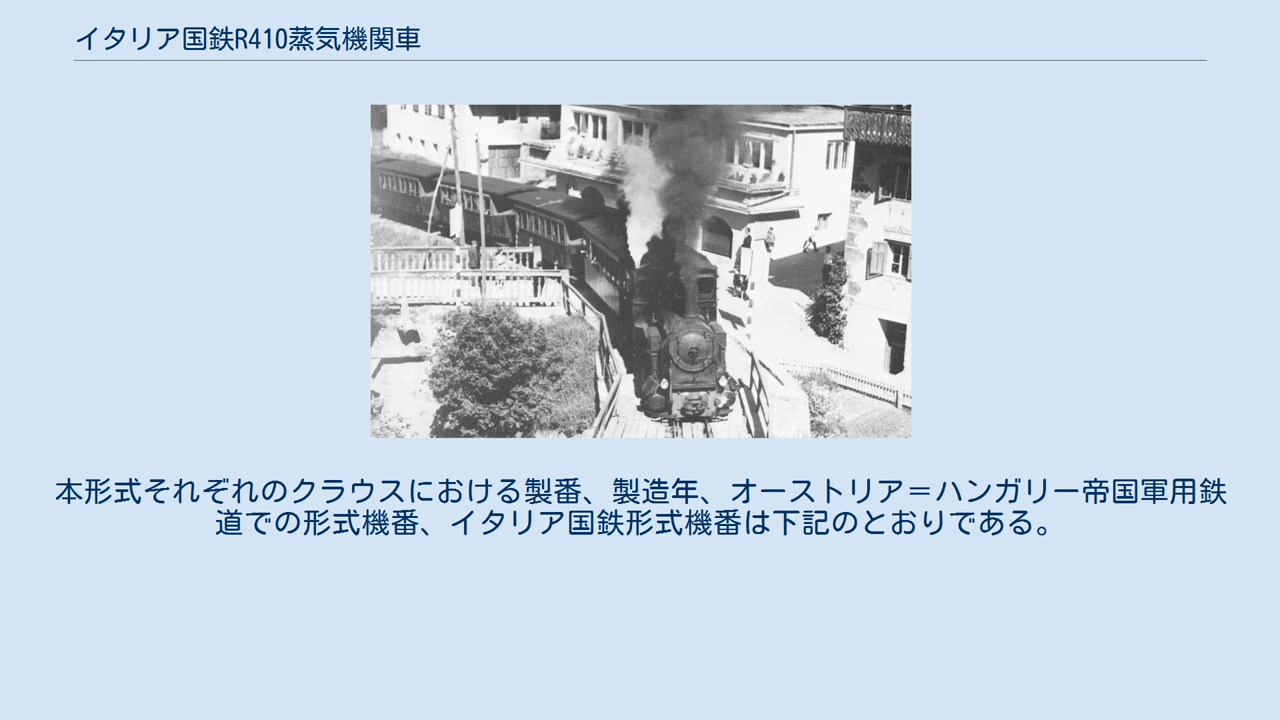 イタリア国鉄R410蒸気機関車
本形式それぞれのクラウスにおける製番、製造年、オーストリア＝ハンガリー帝国軍用鉄
道での形式機番、イタリア国鉄形式機番は下記のとおりである。